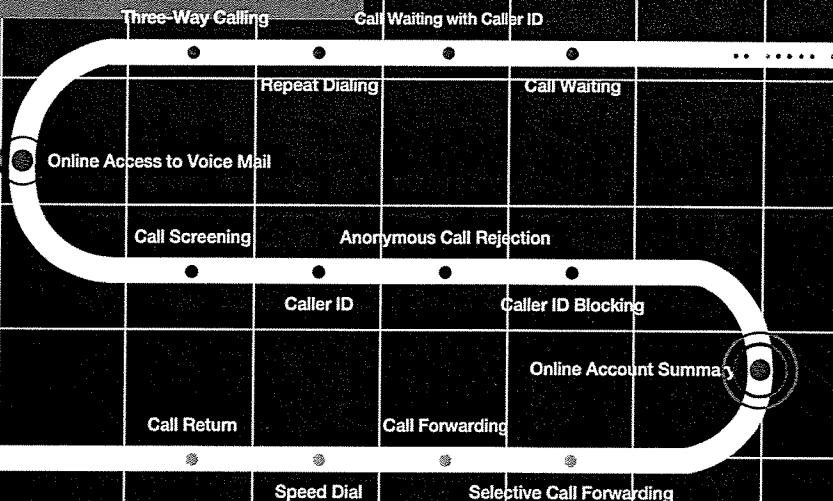 Three-Way Calling
Call Waiting with Caller ID
Repeat Dialing
Call Waiting
Online Access to Voice Mail
Call Screening
Anonymous Call Rejection
Caller ID
Caller ID Blocking
Online Account Summary
Call Return
Call Forwarding
Speed Dial
Selective Call Forwarding